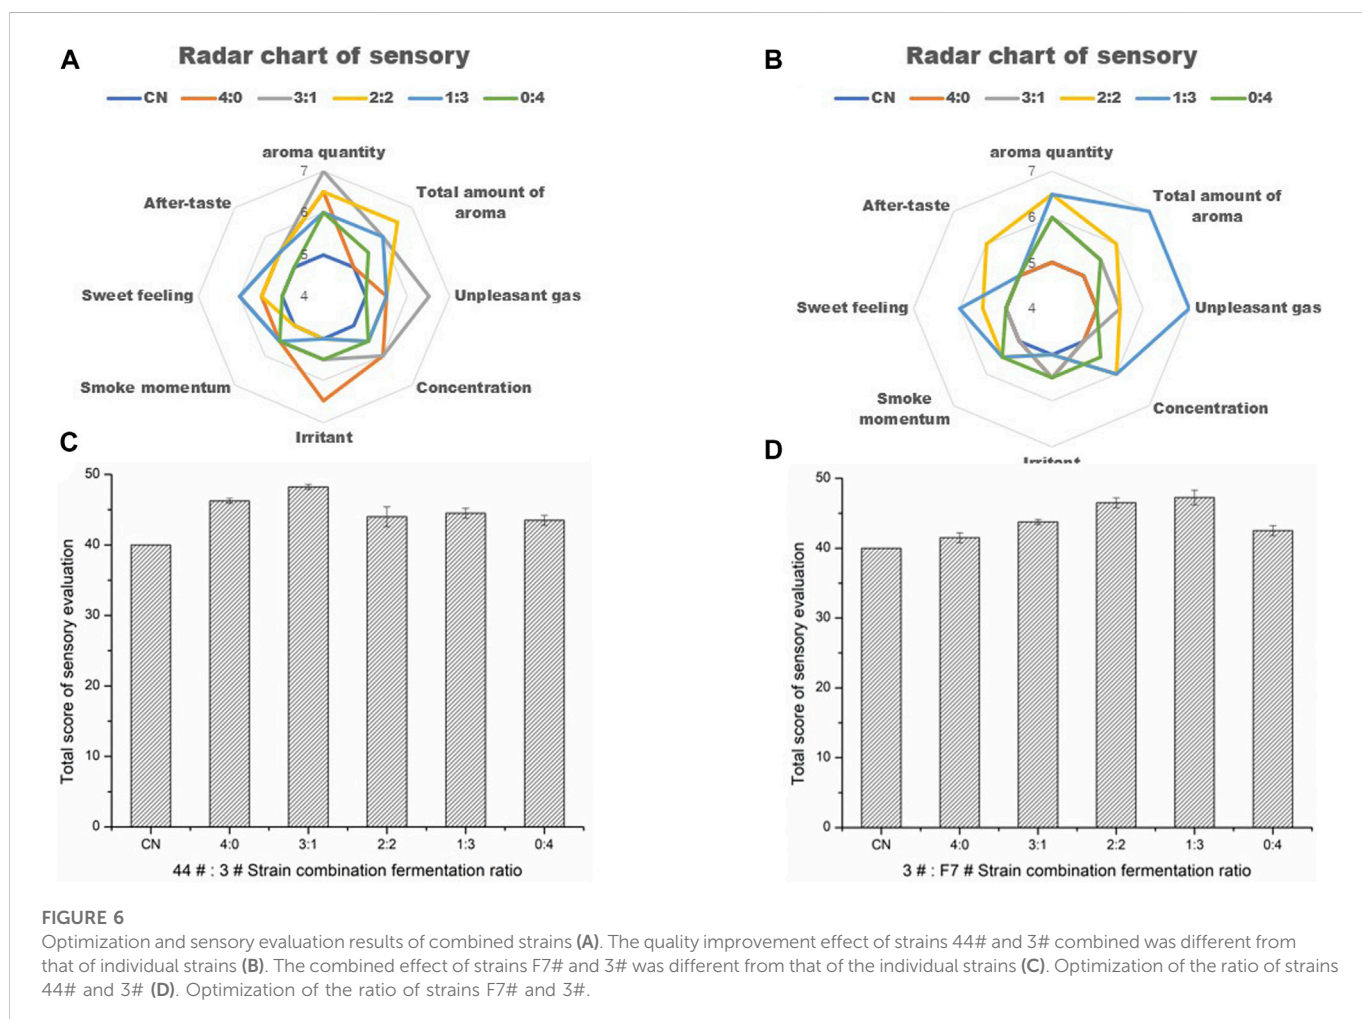 A
Radar chart of sensory
CN 4:0 3:1 2:2 1:3 0:4
aroma quantity
7
Total amount of
aroma
After-taste
6
5
Sweet feeling
4
Unpleasant gas
Smoke momentum
Concentration
Irritant
B
Radar chart of sensory
CN 4:0 3:1 2:2 1:3 0:4
aroma quantity
7
Total amount of
aroma
After-taste
6
5
Sweet feeling
4
Unpleasant gas
Smoke
momentum
Concentration
Irritant
C
Total score of sensory evaluation
50
40
30
20
10
0
CN 4:0 3:1 2:2 1:3 0:4
44 # : 3 # Strain combination fermentation ratio
D
Total score of sensory evaluation
50
40
30
20
10
0
CN 4:0 3:1 2:2 1:3 0:4
3 # : F7 # Strain combination fermentation ratio
FIGURE 6
Optimization and sensory evaluation results of combined strains (A). The quality improvement effect of strains 44# and 3# combined was different from
that of individual strains (B). The combined effect of strains F7# and 3# was different from that of the individual strains (C). Optimization of the ratio of strains
44# and 3# (D). Optimization of the ratio of strains F7# and 3#.